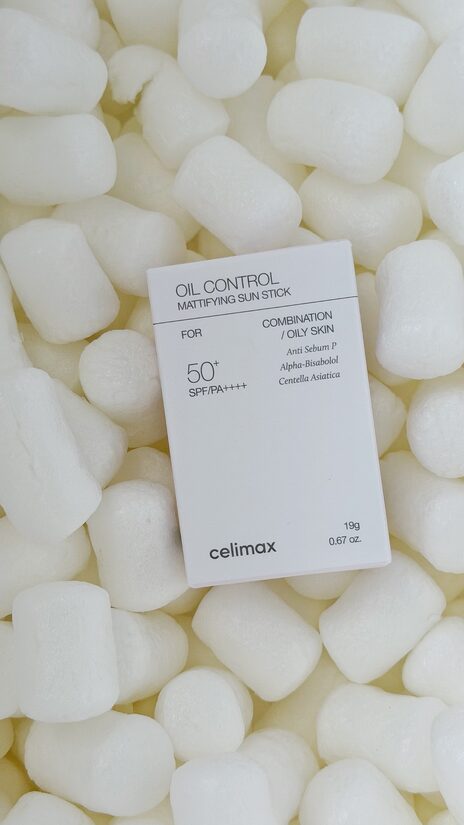 OIL CONTROL
MATTIFYING SUN STICK
FOR
COMBINATION
/ OILY SKIN
Anti Sebum P
Alpha-Bisabolol
Centella Asiatica
50+
SPF/PA++++
celimax
19g
0.67 oz.